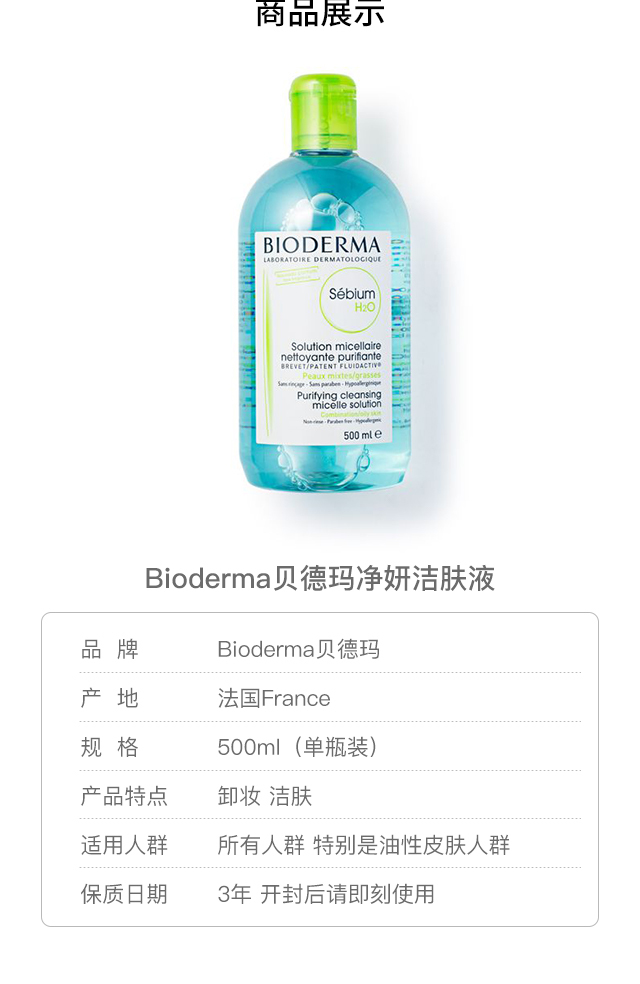 商品展示
BIODERMA
LABORATOIRE DERMATOLOGIQUE
Sébium
H2O
Solution micellaire
nettoyante purifiante
BREVET/PATENT FLUIDACTIV®
Peaux mixtes/grasses
Sans rinçage - Sans paraben - Hypoallergénique
Purifying cleansing
micelle solution
Combination/oily skin
Non-rinse - Paraben free - Hypoallergenic
500 ml ℮
Bioderma贝德玛净妍洁肤液
品 牌 Bioderma贝德玛
产 地 法国France
规 格 500ml（单瓶装）
产品特点 卸妆 洁肤
适用人群 所有人群 特别是油性皮肤人群
保质日期 3年 开封后请即刻使用